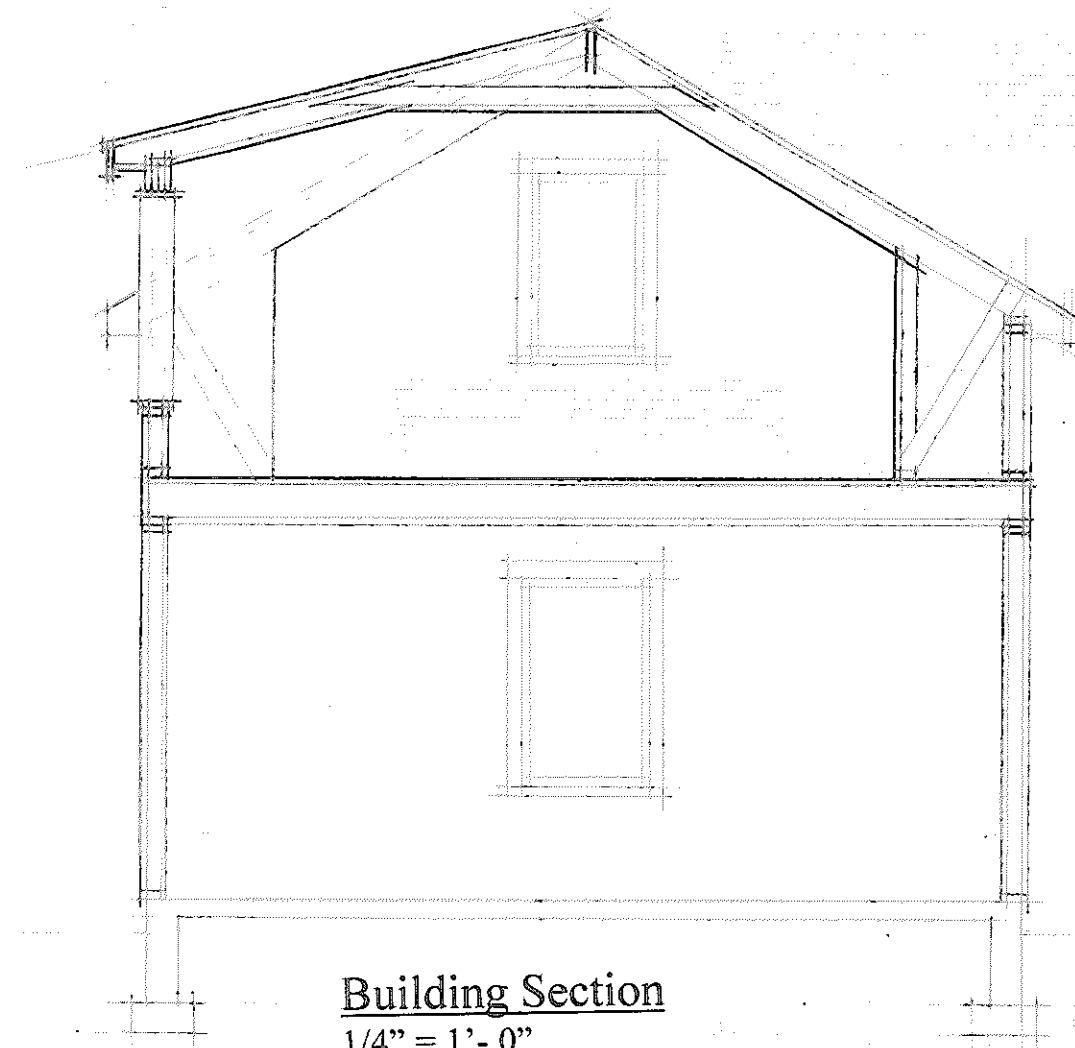 Building Section
1/4” = 1’- 0”